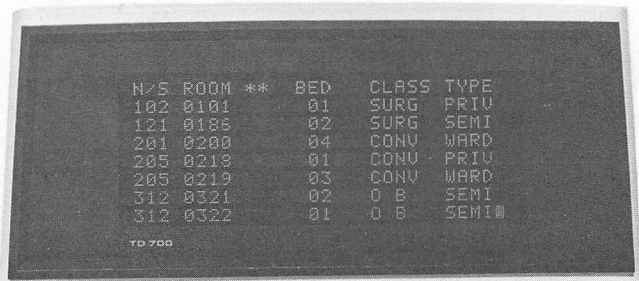 N/S ROOM ** BED CLASS TYPE
102 0101 01 SURG PRIV
121 0186 02 SURG SEMI
201 0200 04 CONV WARD
205 0218 01 CONV PRIV
205 0219 03 CONV WARD
312 0321 02 O B SEMI
312 0322 01 O B SEMI
TD 700